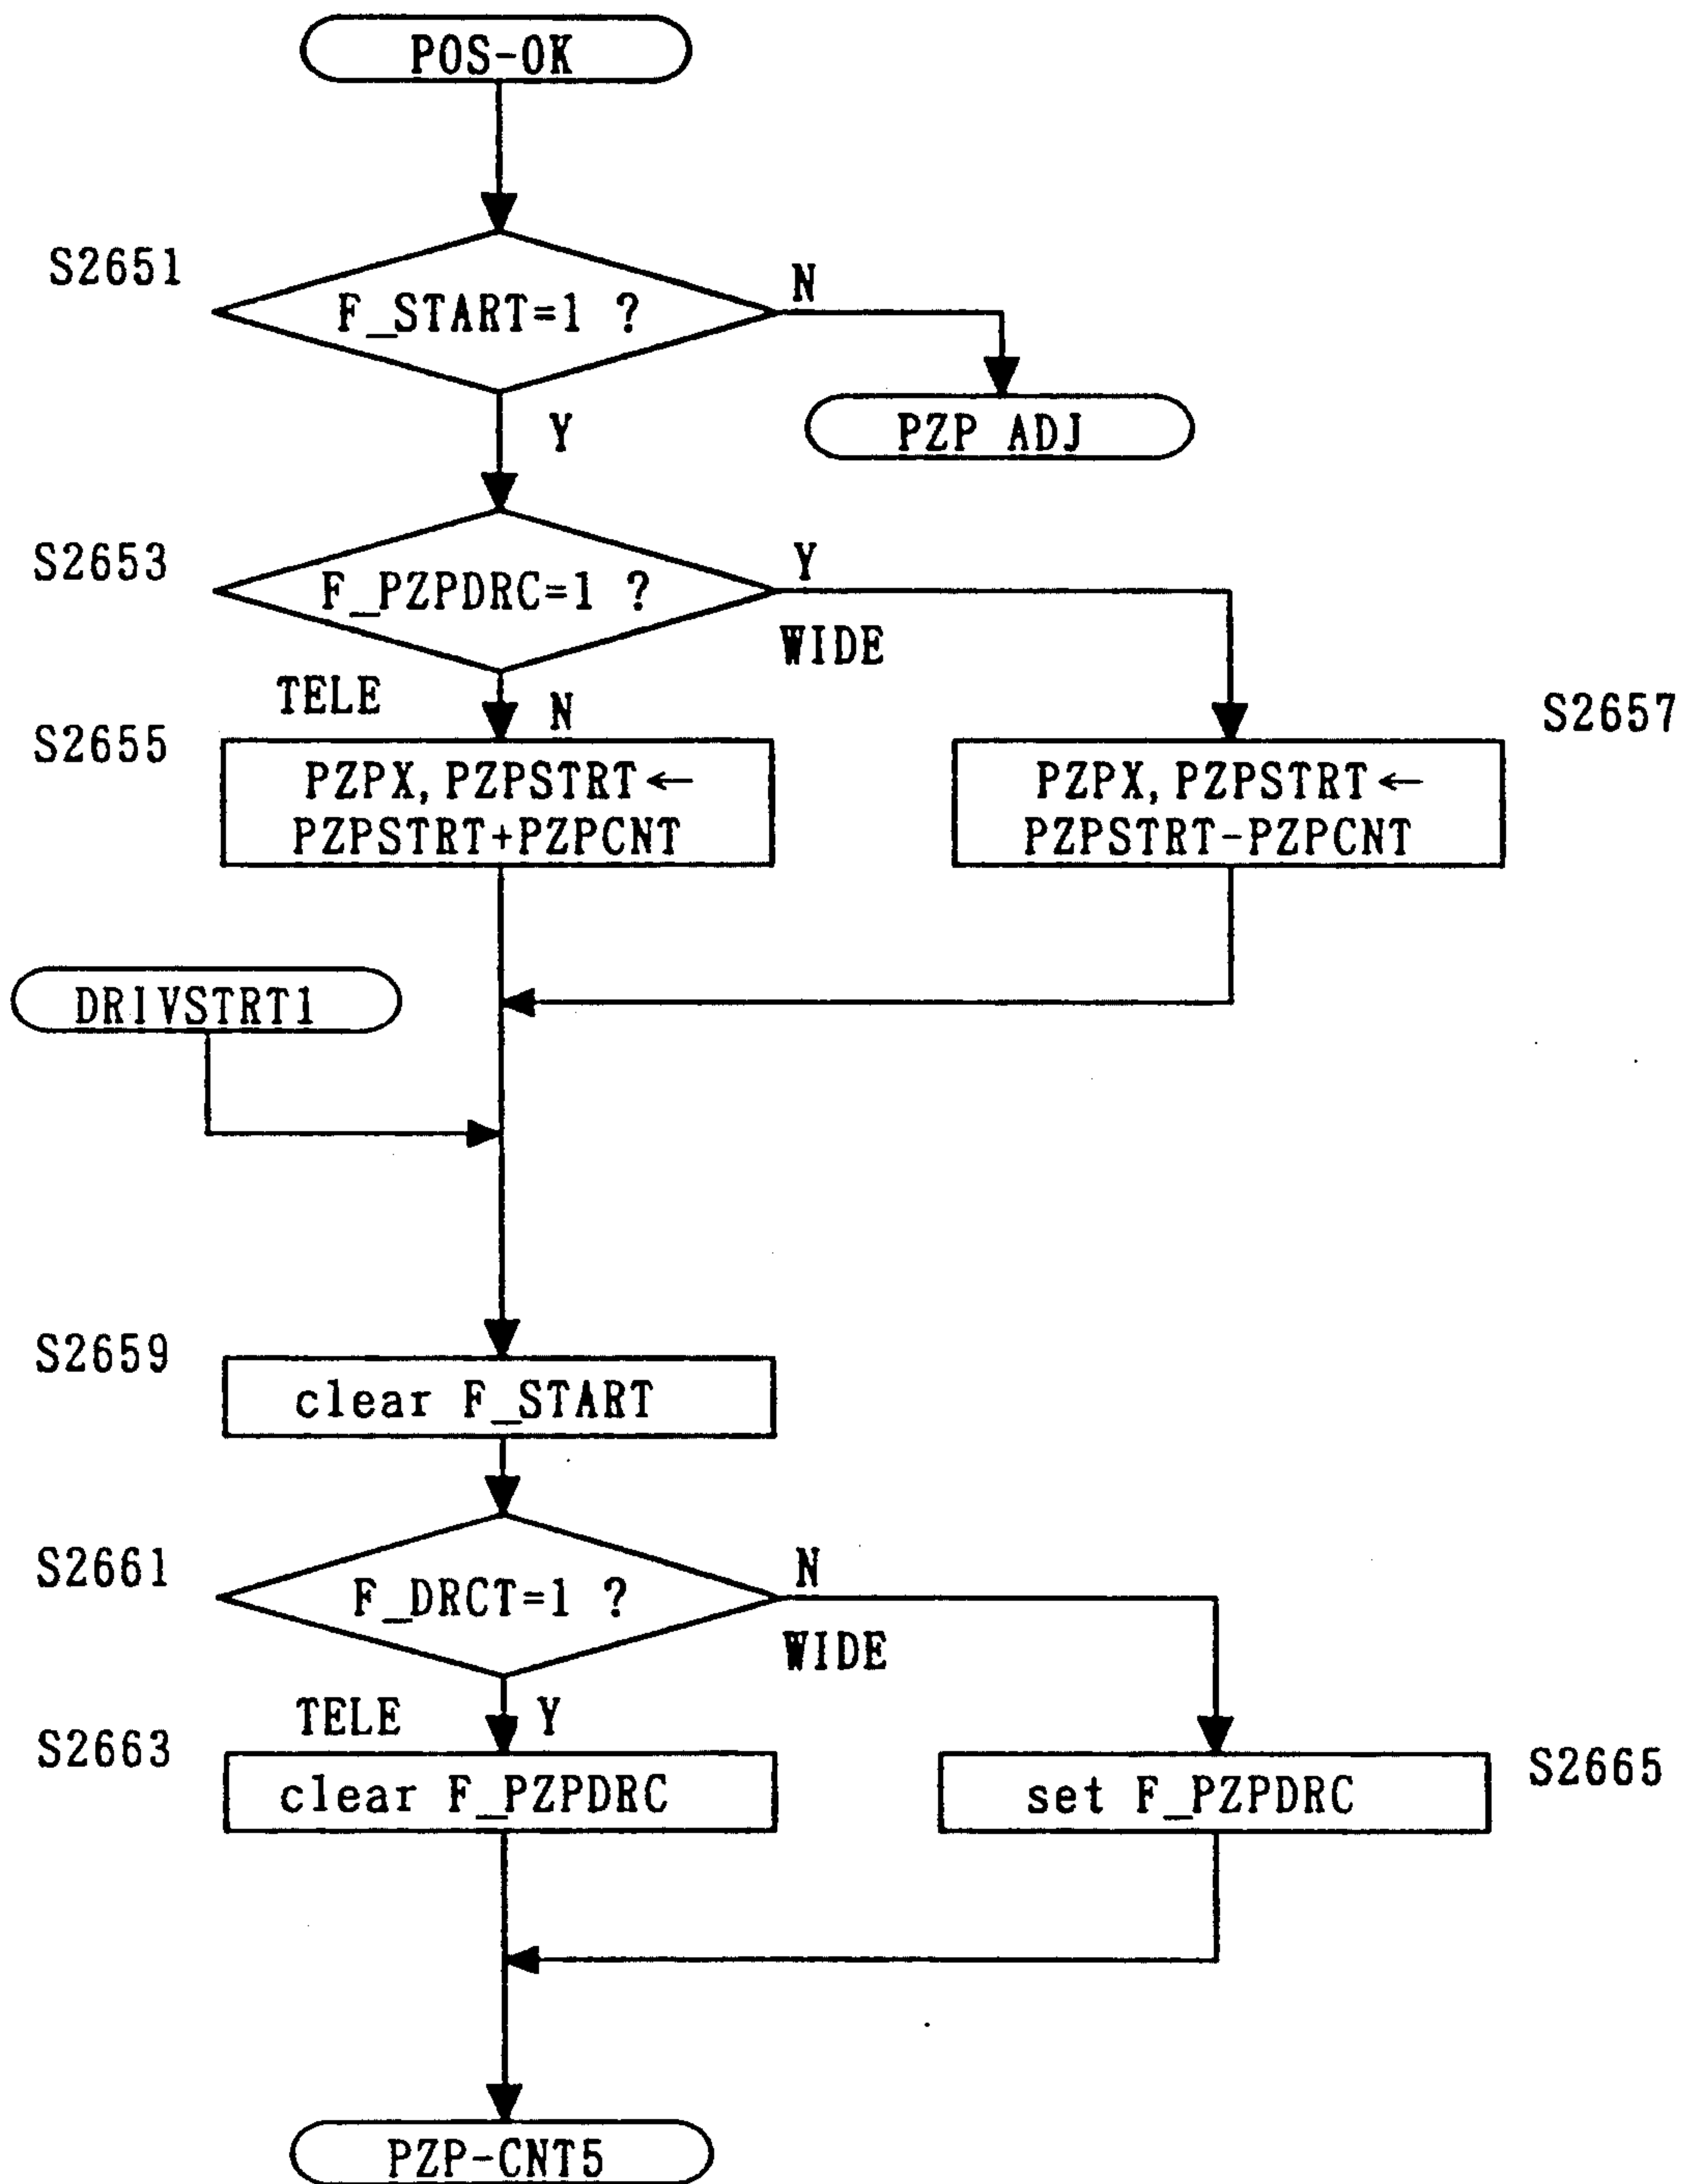 POS-OK
S2651
F_START=1 ?
N
Y
PZP ADJ
S2653
F_PZPDRC=1 ?
Y
WIDE
TELE
N
S2655
PZPX, PZPSTRT←
PZPSTRT+PZPCNT
S2657
PZPX, PZPSTRT←
PZPSTRT-PZPCNT
DRIVSTRT1
S2659
clear F_START
S2661
F_DRCT=1 ?
N
WIDE
TELE
Y
S2663
clear F_PZPDRC
set F_PZPDRC
S2665
PZP-CNT5